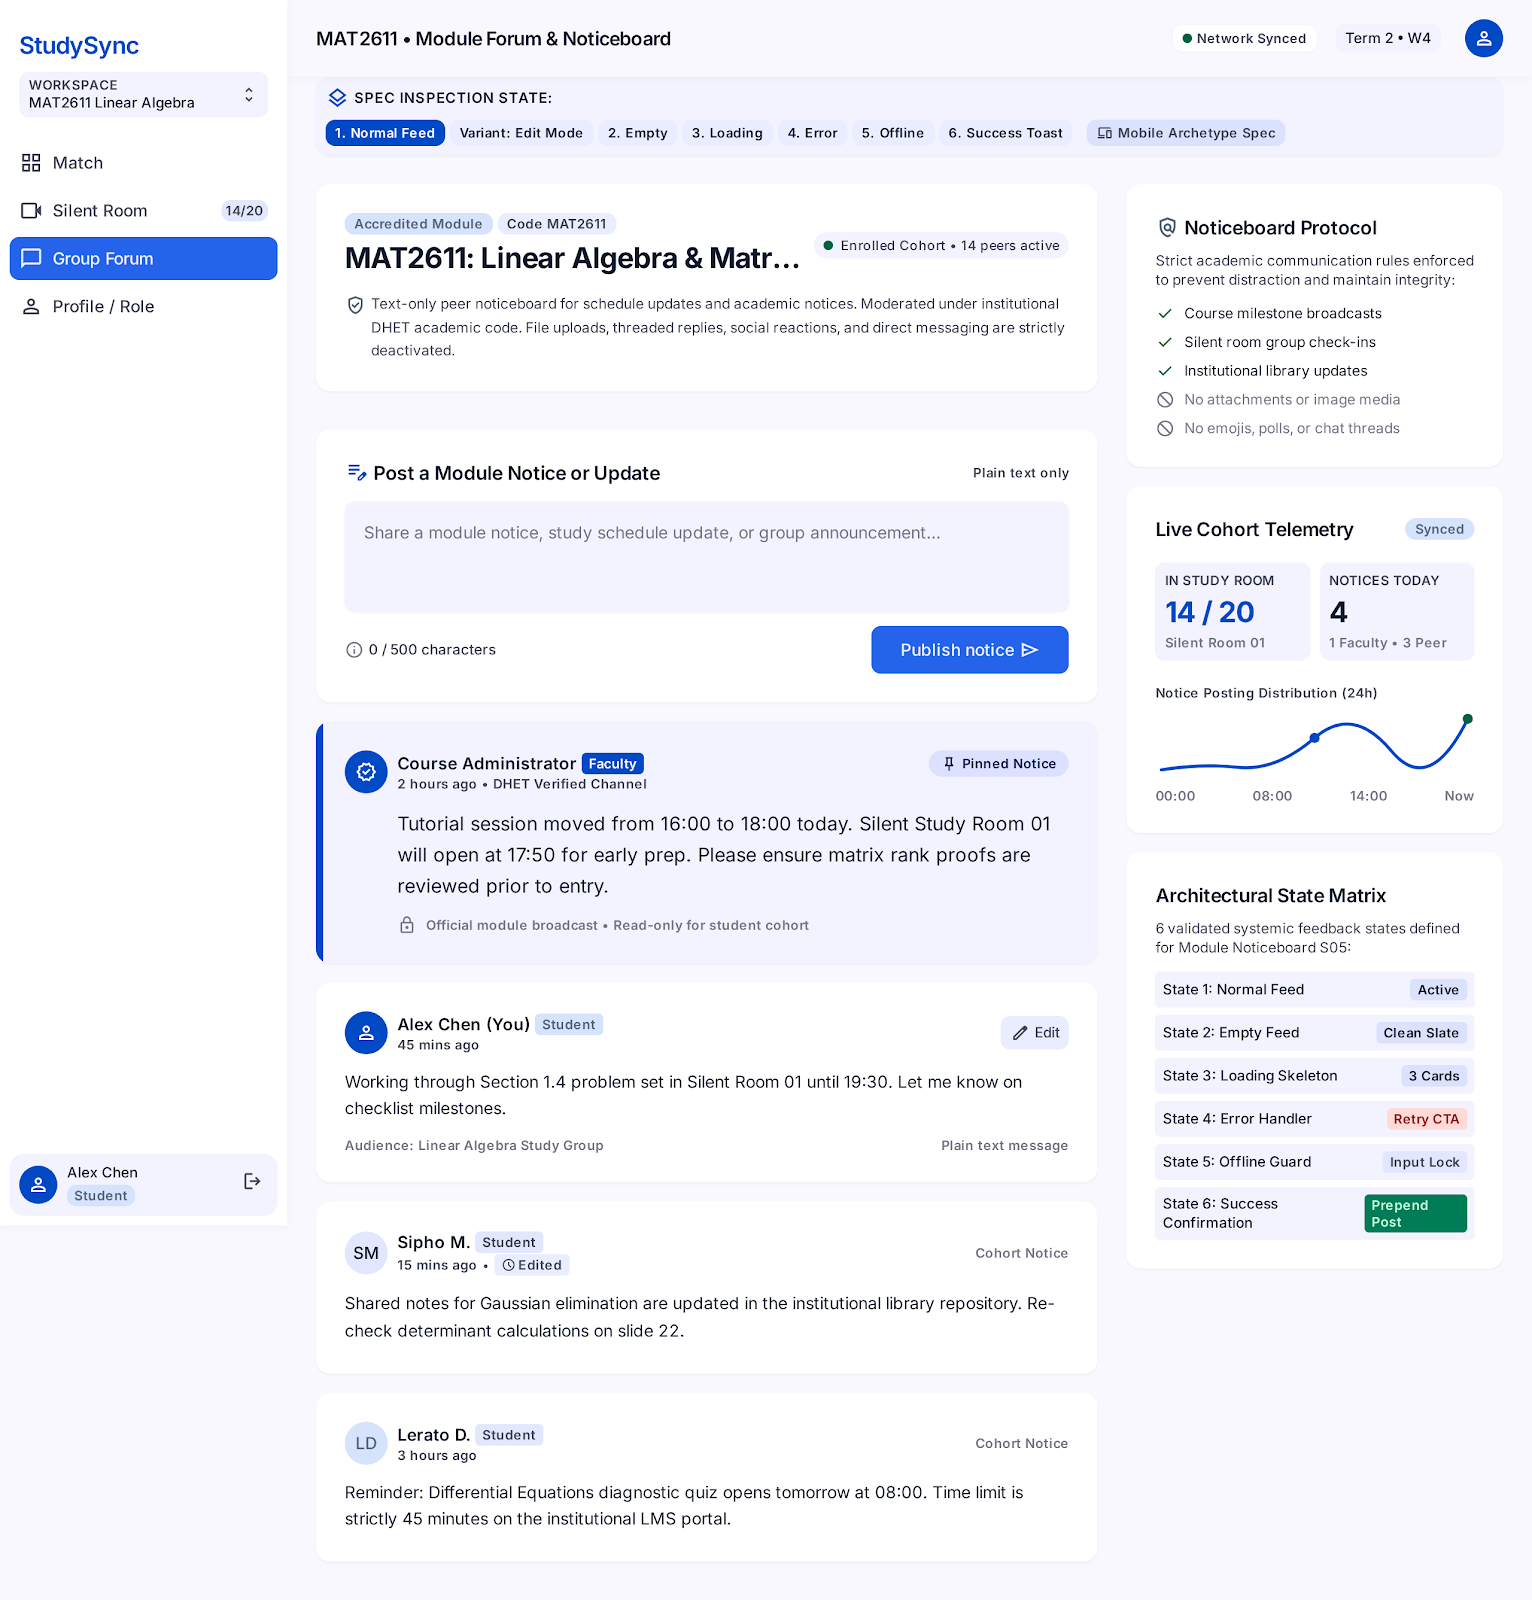 StudySync
WORKSPACE
MAT2611 Linear Algebra
Match
Silent Room 14/20
Group Forum
Profile / Role
Alex Chen
Student
MAT2611 • Module Forum & Noticeboard
Network Synced
Term 2 • W4
SPEC INSPECTION STATE:
1. Normal Feed
Variant: Edit Mode
2. Empty
3. Loading
4. Error
5. Offline
6. Success Toast
Mobile Archetype Spec
Accredited Module
Code MAT2611
MAT2611: Linear Algebra & Matr...
Enrolled Cohort • 14 peers active
Text-only peer noticeboard for schedule updates and academic notices. Moderated under institutional
DHET academic code. File uploads, threaded replies, social reactions, and direct messaging are strictly
deactivated.
Post a Module Notice or Update
Plain text only
Share a module notice, study schedule update, or group announcement...
0 / 500 characters
Publish notice
Course Administrator Faculty
2 hours ago • DHET Verified Channel
Pinned Notice
Tutorial session moved from 16:00 to 18:00 today. Silent Study Room 01
will open at 17:50 for early prep. Please ensure matrix rank proofs are
reviewed prior to entry.
Official module broadcast • Read-only for student cohort
Alex Chen (You) Student
45 mins ago
Edit
Working through Section 1.4 problem set in Silent Room 01 until 19:30. Let me know on
checklist milestones.
Audience: Linear Algebra Study Group
Plain text message
SM
Sipho M. Student
15 mins ago • Edited
Cohort Notice
Shared notes for Gaussian elimination are updated in the institutional library repository. Re-
check determinant calculations on slide 22.
LD
Lerato D. Student
3 hours ago
Cohort Notice
Reminder: Differential Equations diagnostic quiz opens tomorrow at 08:00. Time limit is
strictly 45 minutes on the institutional LMS portal.
Noticeboard Protocol
Strict academic communication rules enforced
to prevent distraction and maintain integrity:
Course milestone broadcasts
Silent room group check-ins
Institutional library updates
No attachments or image media
No emojis, polls, or chat threads
Live Cohort Telemetry
Synced
IN STUDY ROOM
14 / 20
Silent Room 01
NOTICES TODAY
4
1 Faculty • 3 Peer
Notice Posting Distribution (24h)
00:00 08:00 14:00 Now
Architectural State Matrix
6 validated systemic feedback states defined
for Module Noticeboard S05:
State 1: Normal Feed Active
State 2: Empty Feed Clean Slate
State 3: Loading Skeleton 3 Cards
State 4: Error Handler Retry CTA
State 5: Offline Guard Input Lock
State 6: Success
Confirmation
Prepend
Post